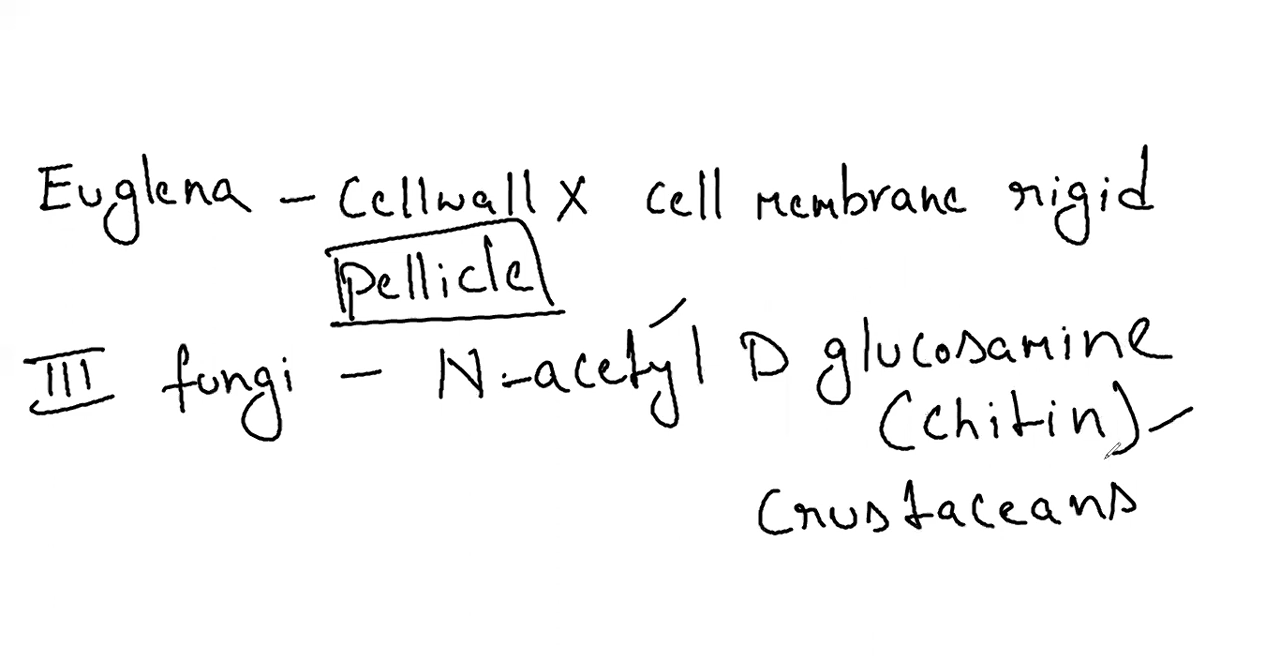 Euglena - Cellwall X cell membrane rigid
Pellicle
III fungi - N-acetyl D glucosamine
(chitin)-
Crustaceans